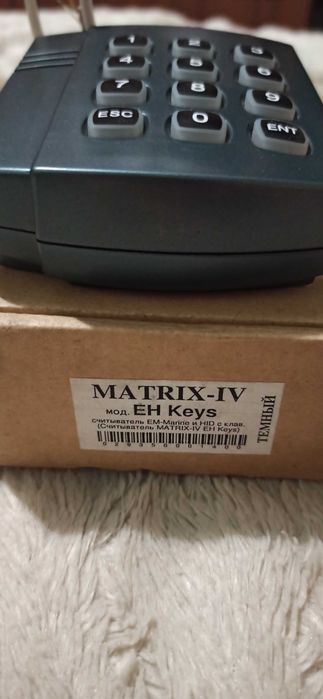 1 2 3
4 5 6
7 8 9
ESC 0 ENT
MATRIX-IV
мод. EH Keys
считыватель EM-Marine и HID с клав.
(Считыватель MATRIX-IV EH Keys)
ТЕМНЫЙ